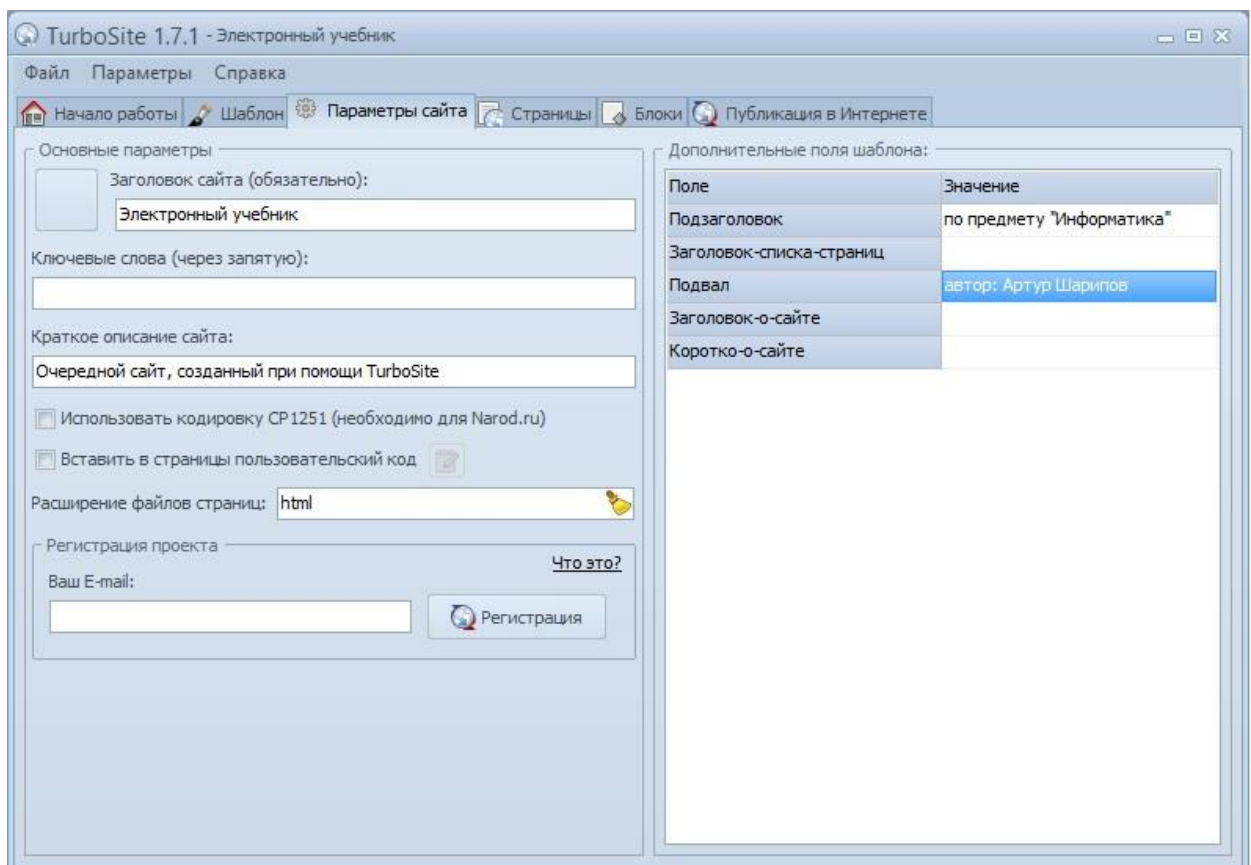 TurboSite 1.7.1 - Электронный учебник
Файл Параметры Справка
Начало работы Шаблон Параметры сайта Страницы Блоки Публикация в Интернете
Основные параметры
Заголовок сайта (обязательно):
Электронный учебник
Ключевые слова (через запятую):
Краткое описание сайта:
Очередной сайт, созданный при помощи TurboSite
Использовать кодировку CP1251 (необходимо для Narod.ru)
Вставить в страницы пользовательский код
Расширение файлов страниц: html
Регистрация проекта
Что это?
Ваш E-mail:
Регистрация
Дополнительные поля шаблона:
Поле Значение
Подзаголовок по предмету "Информатика"
Заголовок-списка-страниц
Подвал автор: Артур Шарипов
Заголовок-о-сайте
Коротко-о-сайте